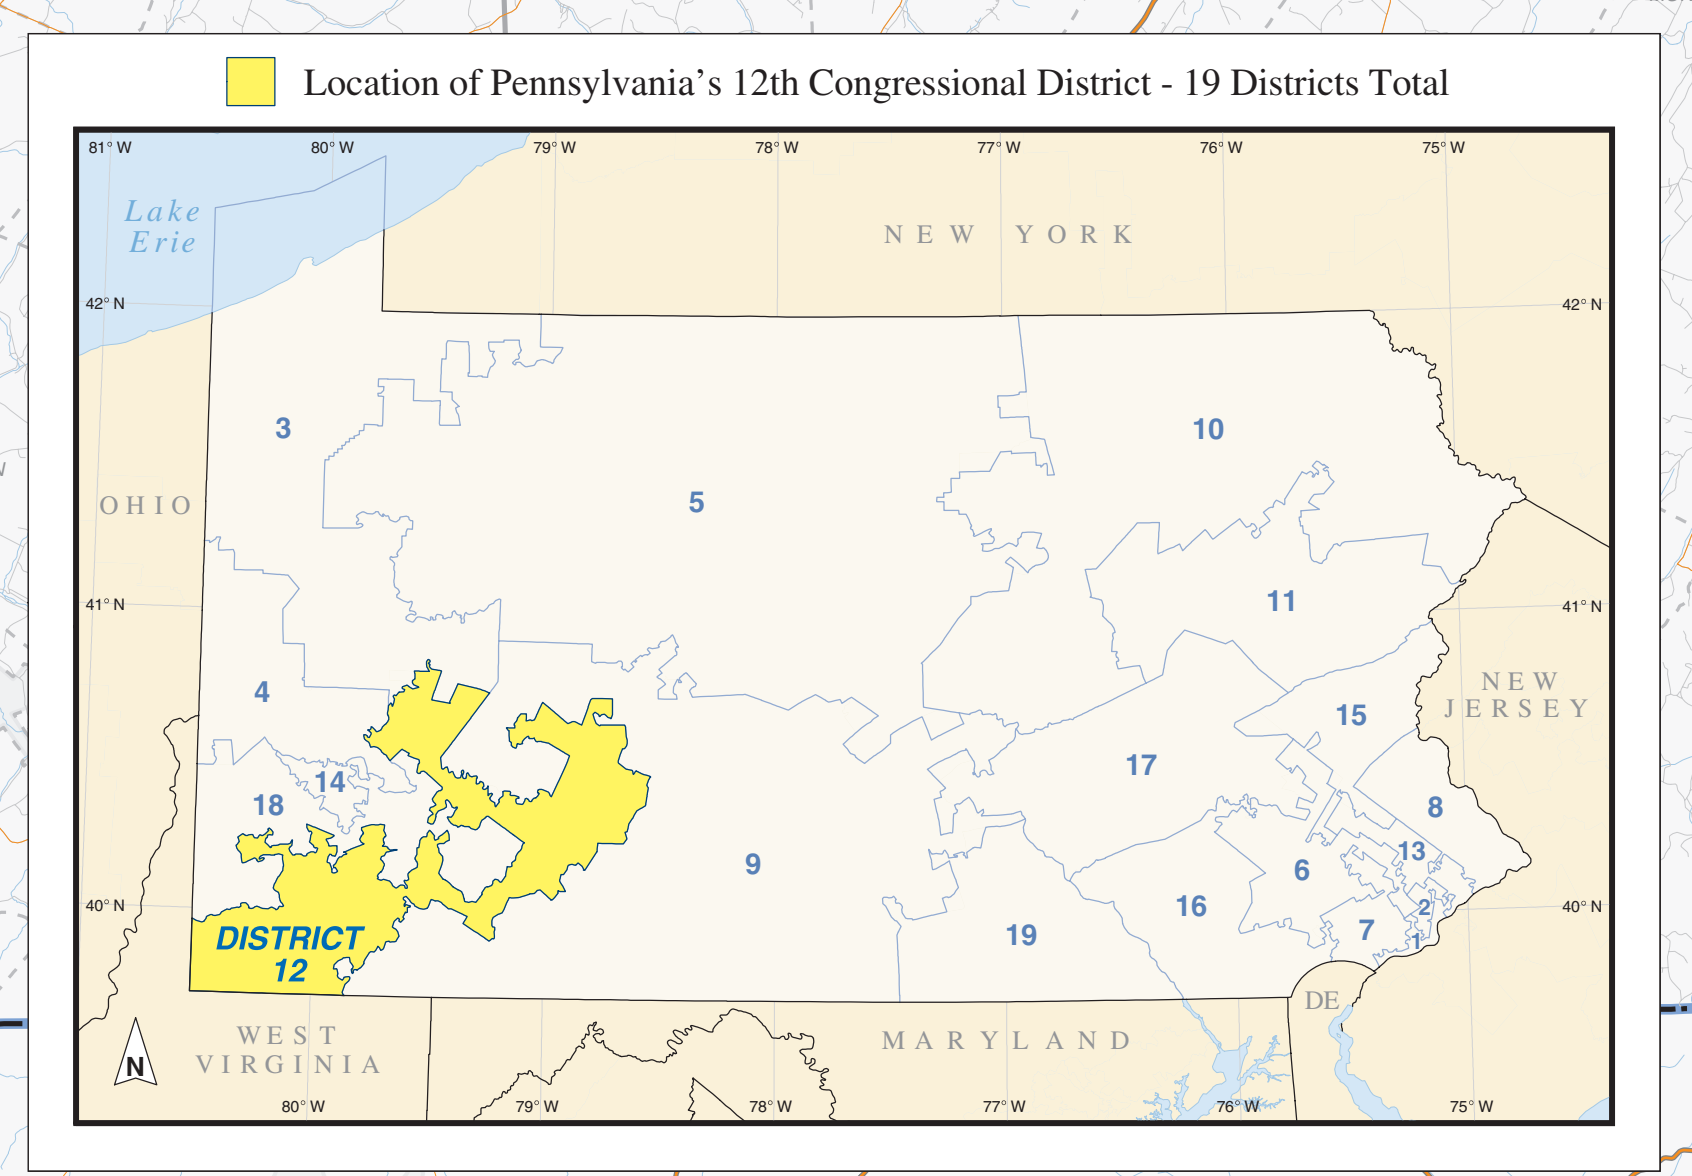 Location of Pennsylvania's 12th Congressional District - 19 Districts Total
81° W 80° W 79° W 78° W 77° W 76° W 75° W
Lake
Erie
NEW YORK
42° N 42° N
3
10
5
OHIO
11
41° N 41° N
4
NEW
JERSEY
15
17
14
18
8
13
9
6
16
2
40° N 40° N
7
19
1
DISTRICT
12
DE
WEST
VIRGINIA
MARYLAND
N
80° W 79° W 78° W 77° W 76° W 75° W